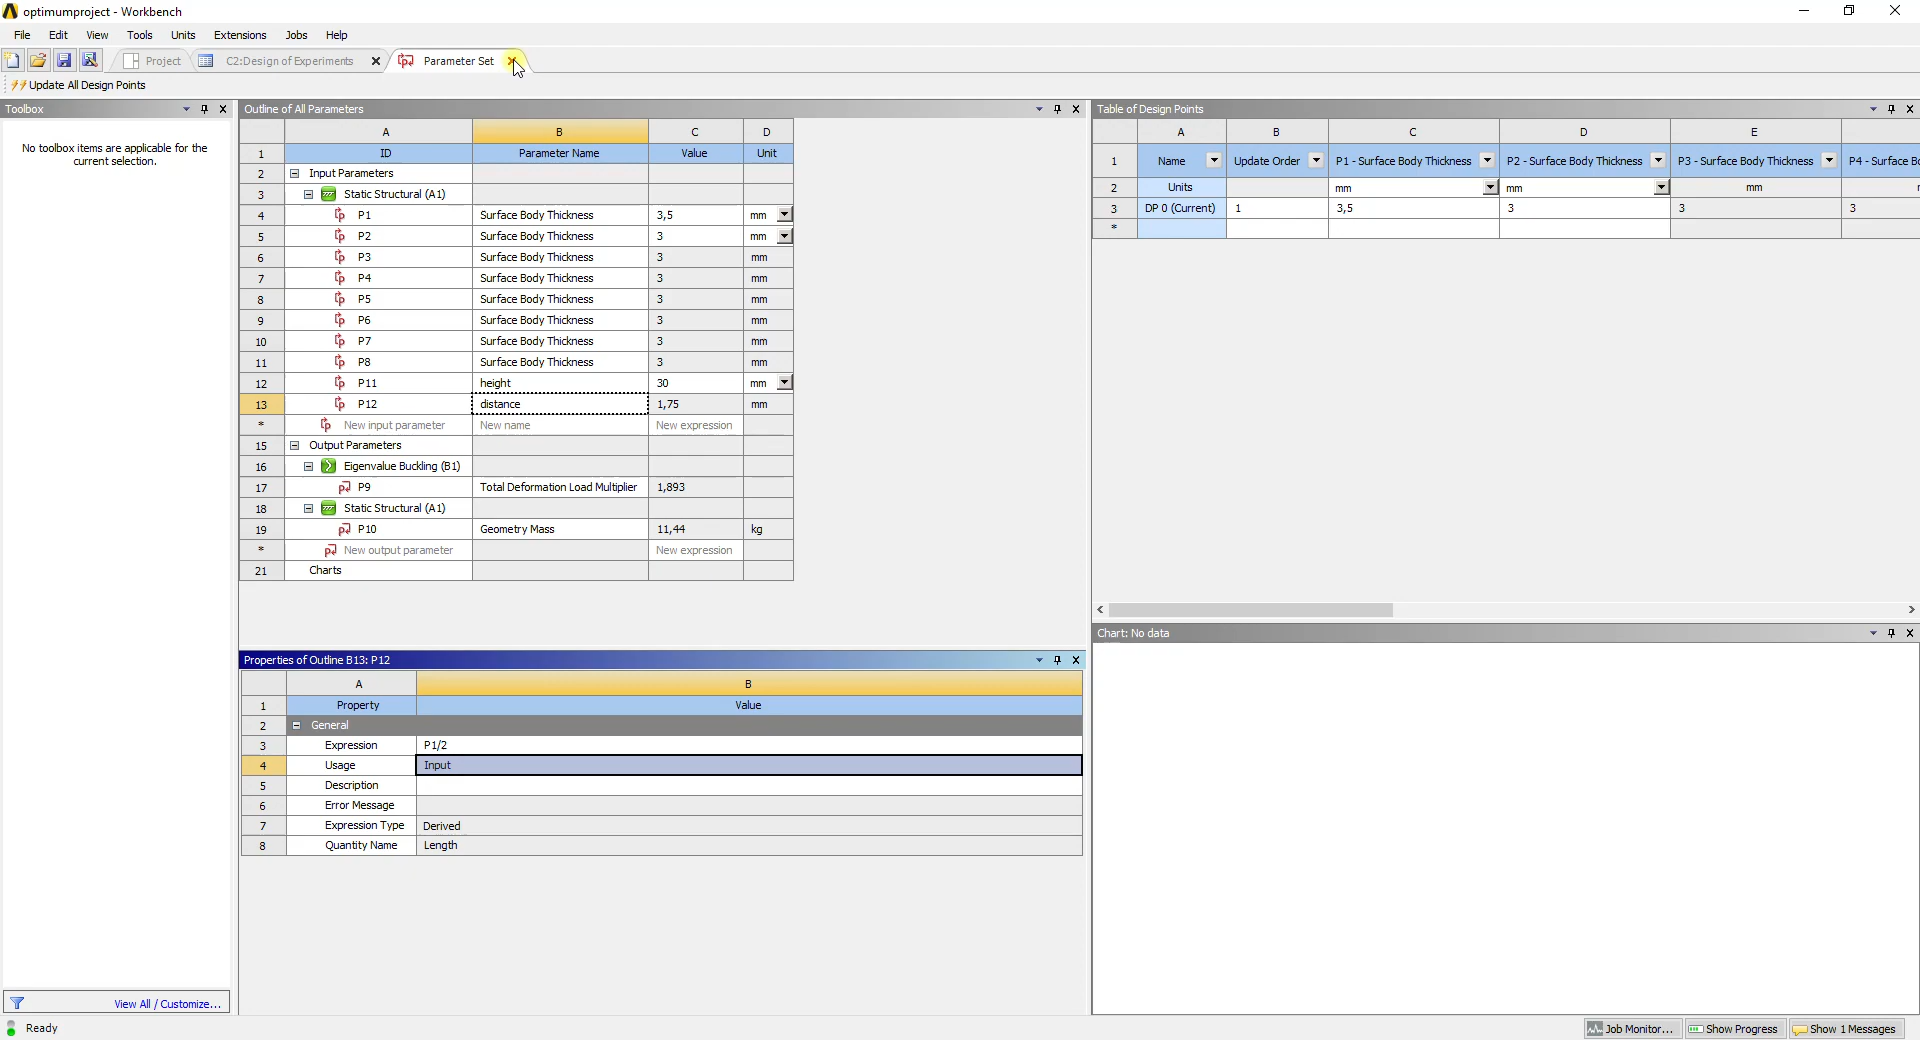 optimumproject - Workbench
File Edit View Tools Units Extensions Jobs Help
Project C2:Design of Experiments Parameter Set
Update All Design Points
Toolbox
No toolbox items are applicable for the
current selection.
View All / Customize...
Outline of All Parameters
A B C D
1 ID Parameter Name Value Unit
2 Input Parameters
3 Static Structural (A1)
4 P1 Surface Body Thickness 3,5 mm
5 P2 Surface Body Thickness 3 mm
6 P3 Surface Body Thickness 3 mm
7 P4 Surface Body Thickness 3 mm
8 P5 Surface Body Thickness 3 mm
9 P6 Surface Body Thickness 3 mm
10 P7 Surface Body Thickness 3 mm
11 P8 Surface Body Thickness 3 mm
12 P11 height 30 mm
13 P12 distance 1,75 mm
* New input parameter New name New expression
15 Output Parameters
16 Eigenvalue Buckling (B1)
17 P9 Total Deformation Load Multiplier 1,893
18 Static Structural (A1)
19 P10 Geometry Mass 11,44 kg
* New output parameter New expression
21 Charts
Properties of Outline B13: P12
A B
1 Property Value
2 General
3 Expression P1/2
4 Usage Input
5 Description
6 Error Message
7 Expression Type Derived
8 Quantity Name Length
Table of Design Points
A B C D E
1 Name Update Order P1 - Surface Body Thickness P2 - Surface Body Thickness P3 - Surface Body Thickness P4 - Surface B
2 Units mm mm mm
3 DP 0 (Current) 1 3,5 3 3 3
*
Chart: No data
Ready
Job Monitor... Show Progress Show 1 Messages